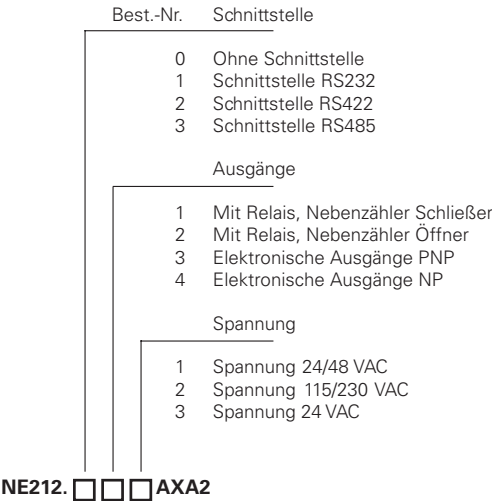 Best.-Nr. Schnittstelle
0 Ohne Schnittstelle
1 Schnittstelle RS232
2 Schnittstelle RS422
3 Schnittstelle RS485
Ausgänge
1 Mit Relais, Nebenzähler Schließer
2 Mit Relais, Nebenzähler Öffner
3 Elektronische Ausgänge PNP
4 Elektronische Ausgänge NP
Spannung
1 Spannung 24/48 VAC
2 Spannung 115/230 VAC
3 Spannung 24 VAC
NE212. □ □ □ AXA2